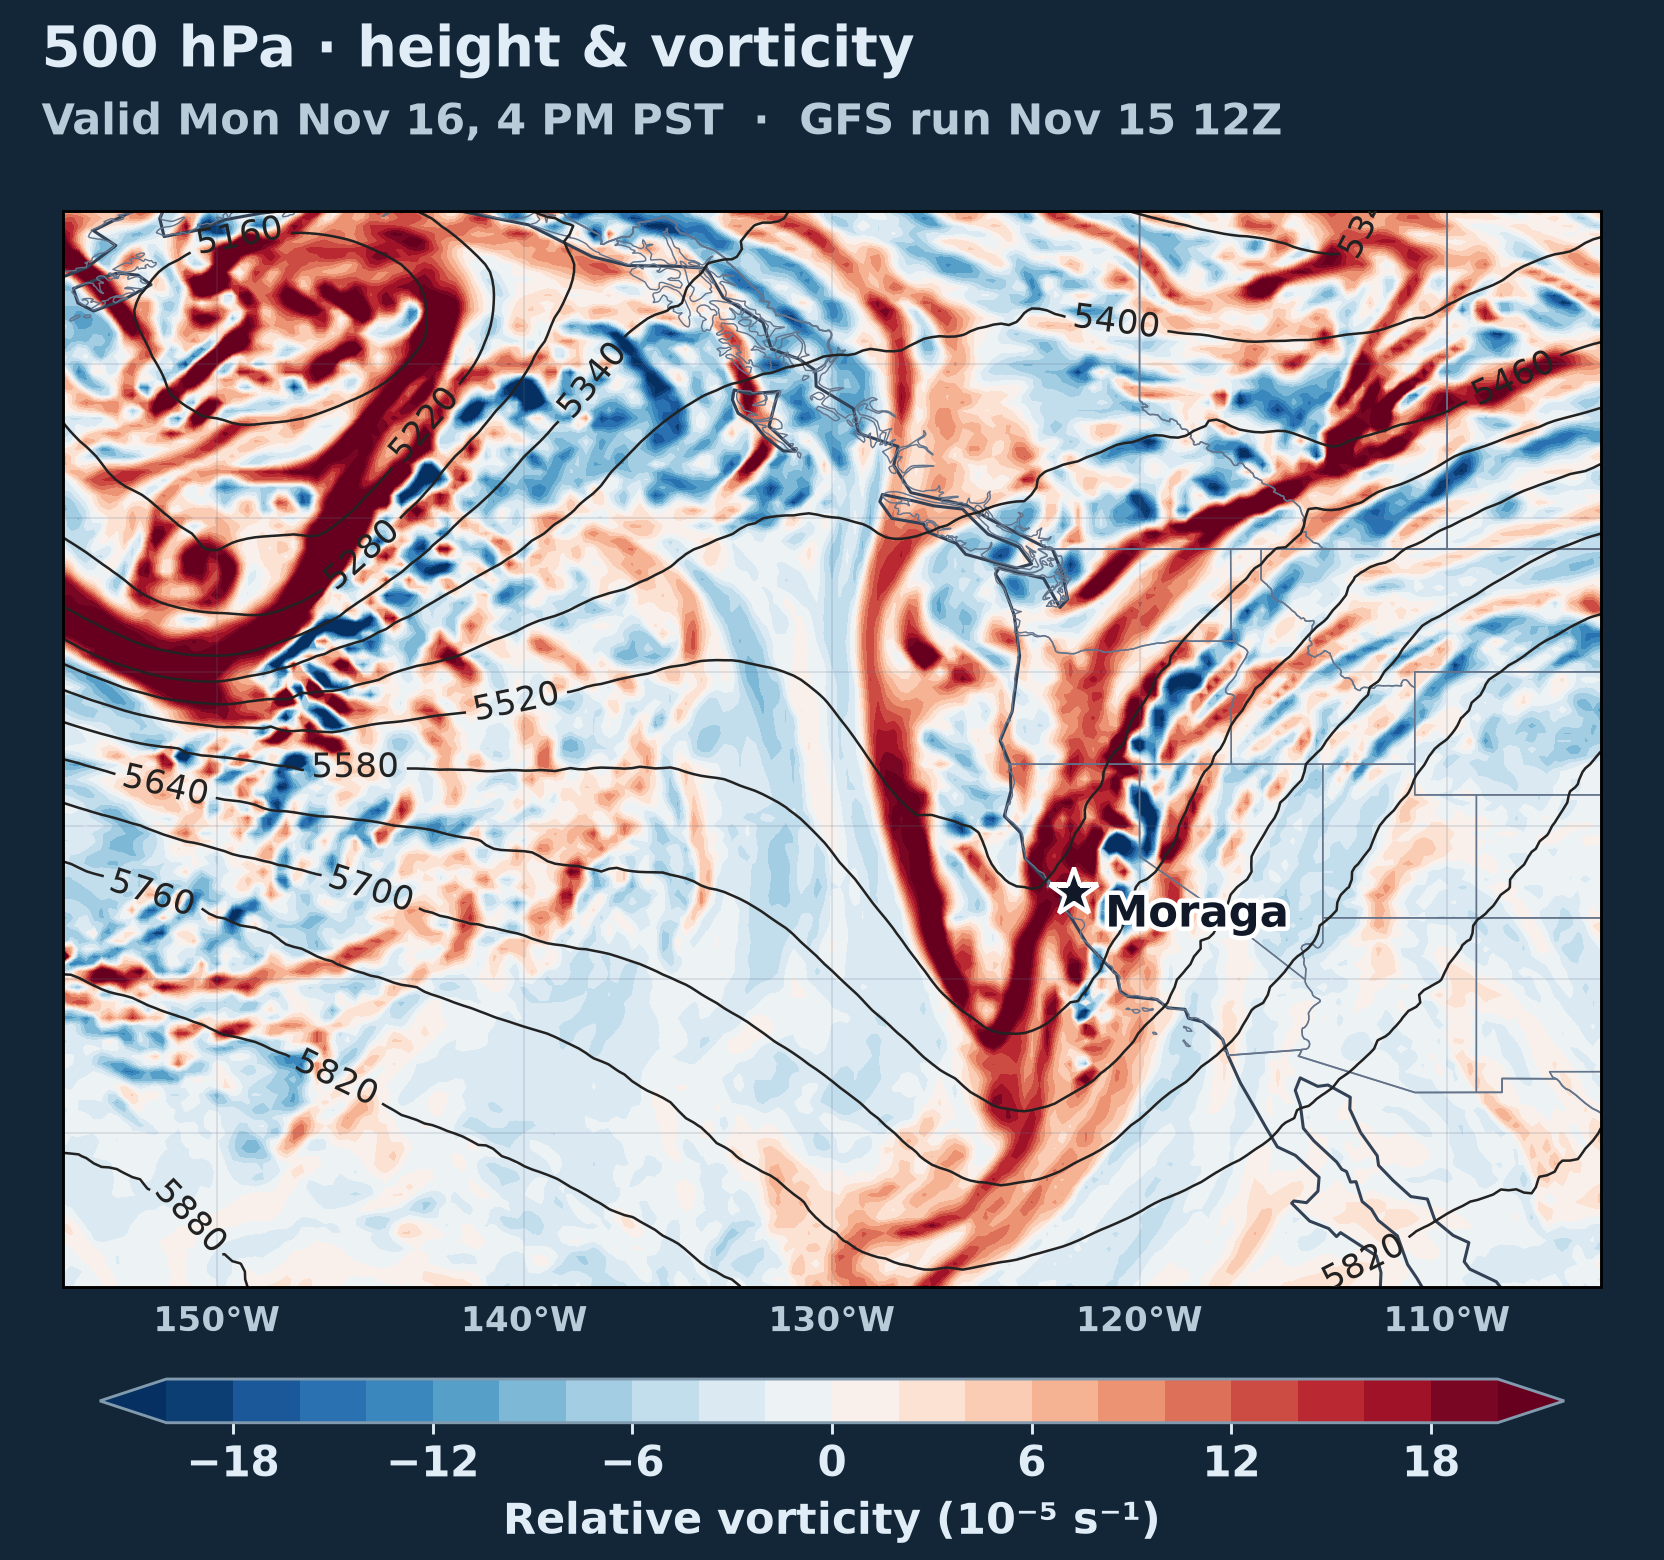 500 hPa · height & vorticity
Valid Mon Nov 16, 4 PM PST · GFS run Nov 15 12Z
5160
534
5400
5340
5460
5220
5280
5520
5580
5640
5700
5760
Moraga
5820
5880
5820
150°W 140°W 130°W 120°W 110°W
−18 −12 −6 0 6 12 18
Relative vorticity (10⁻⁵ s⁻¹)